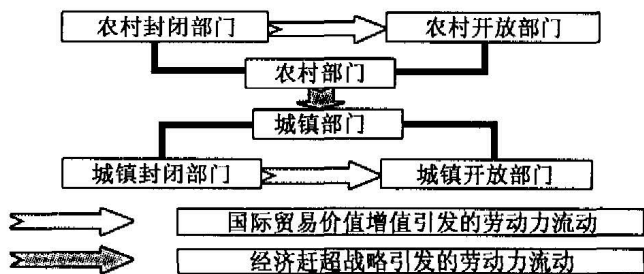 农村封闭部门 农村开放部门
农村部门
城镇部门
城镇封闭部门 城镇开放部门
国际贸易价值增值引发的劳动力流动
经济赶超战略引发的劳动力流动